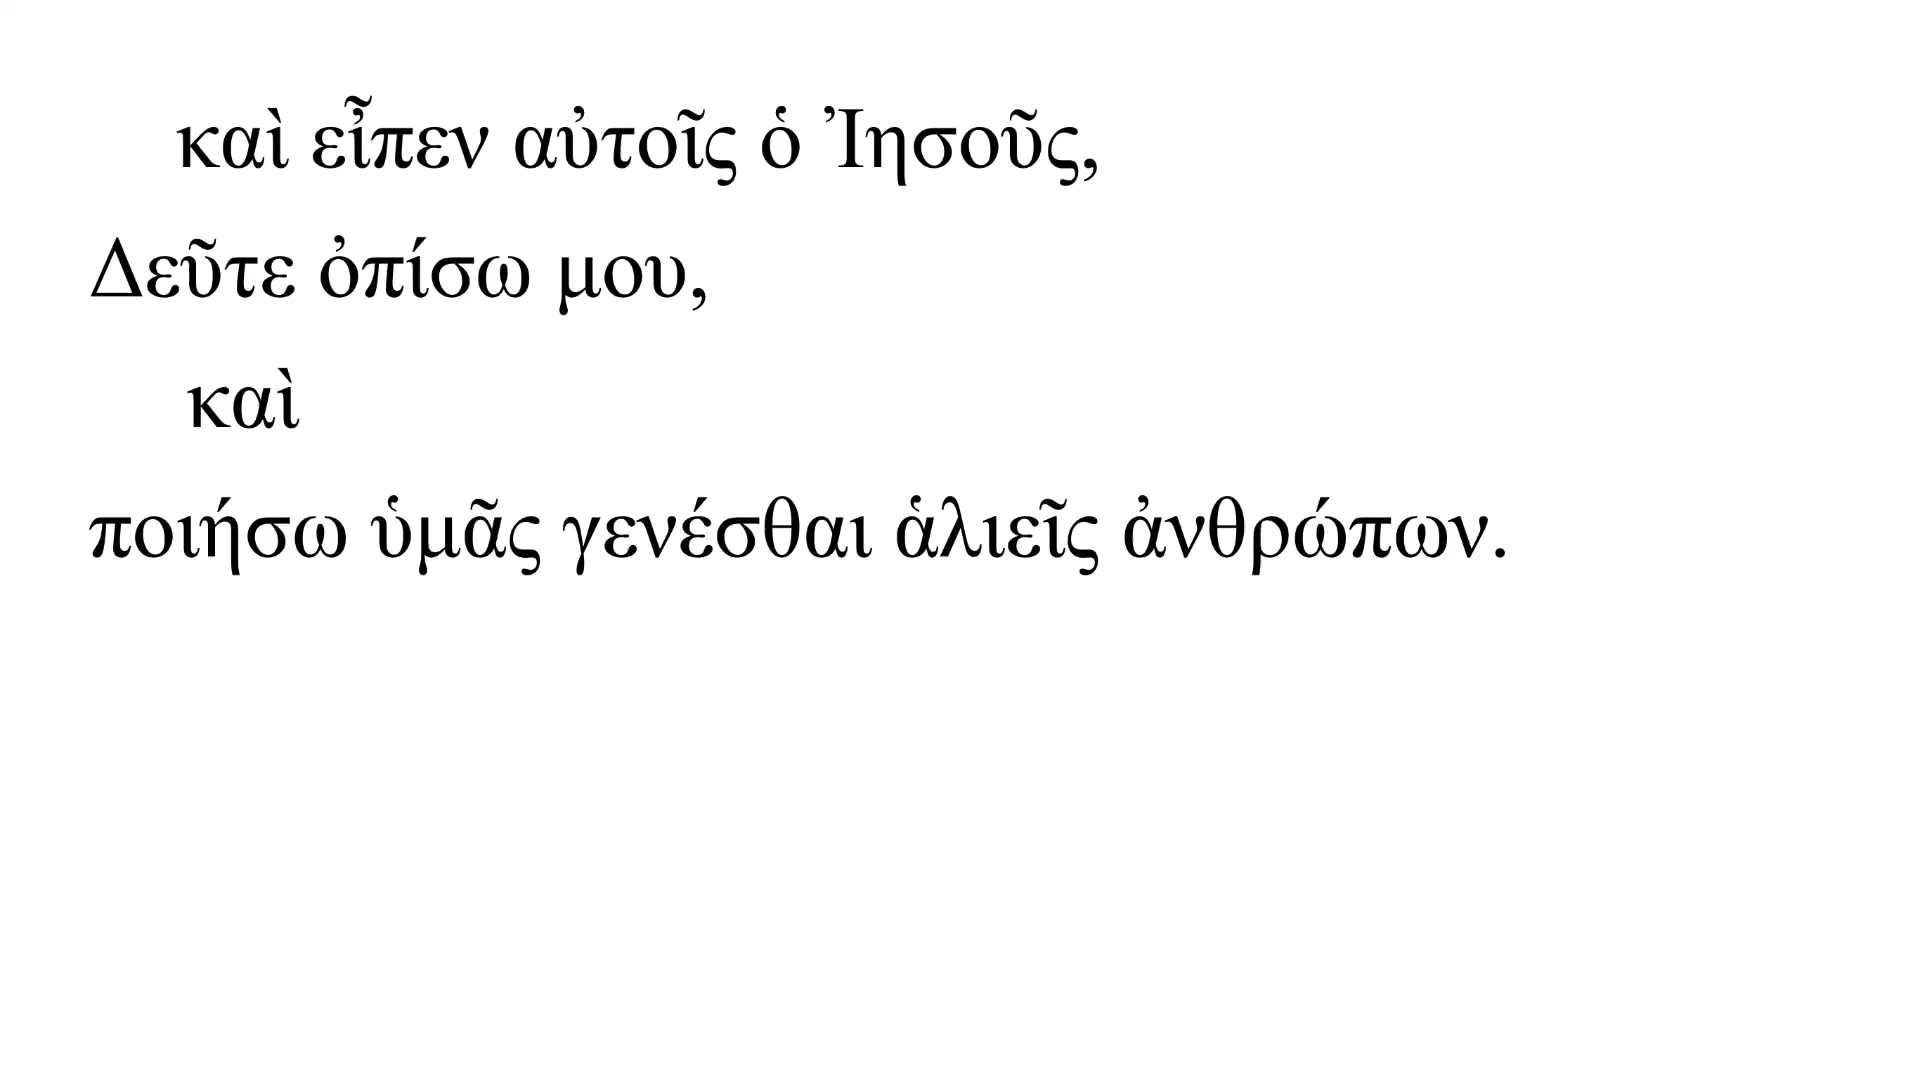 καὶ εἶπεν αὐτοῖς ὁ Ἰησοῦς,
Δεῦτε ὀπίσω μου,
καὶ
ποιήσω ὑμᾶς γενέσθαι ἁλιεῖς ἀνθρώπων.